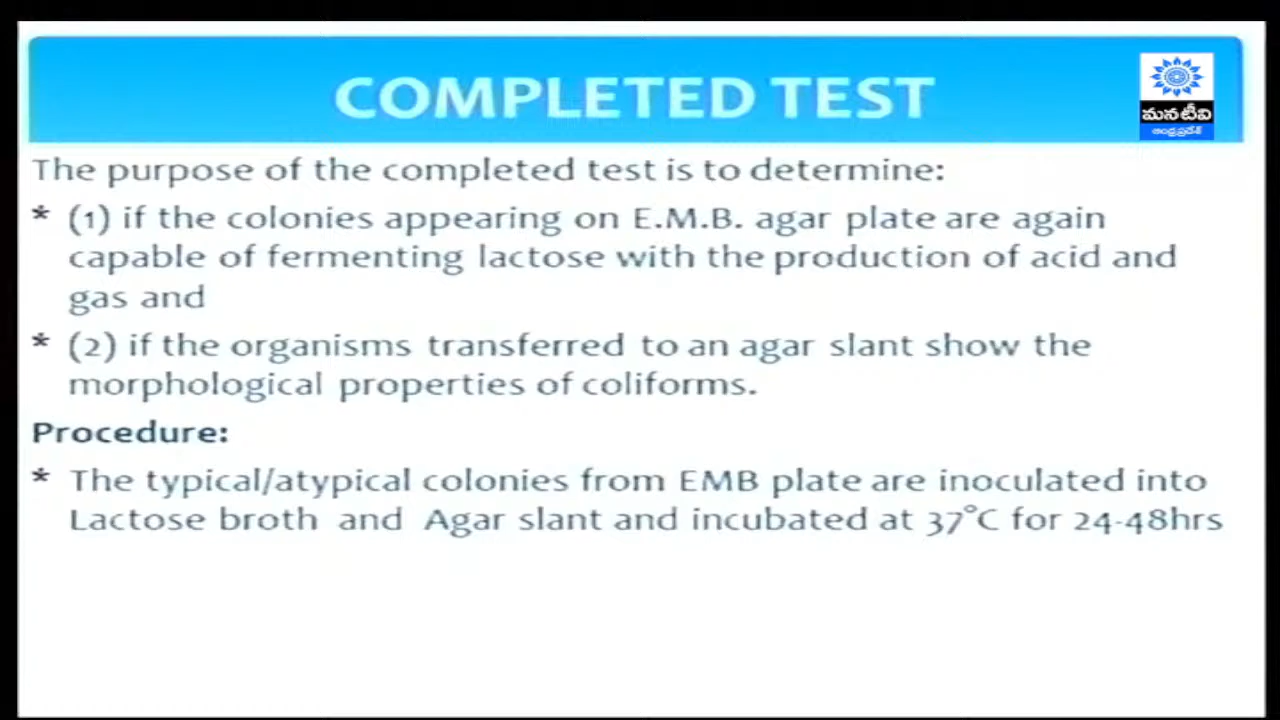 COMPLETED TEST
మనటీవి
ఆంధ్రప్రదేశ్
The purpose of the completed test is to determine:
* (1) if the colonies appearing on E.M.B. agar plate are again
capable of fermenting lactose with the production of acid and
gas and
* (2) if the organisms transferred to an agar slant show the
morphological properties of coliforms.
Procedure:
* The typical/atypical colonies from EMB plate are inoculated into
Lactose broth and Agar slant and incubated at 37°C for 24-48hrs